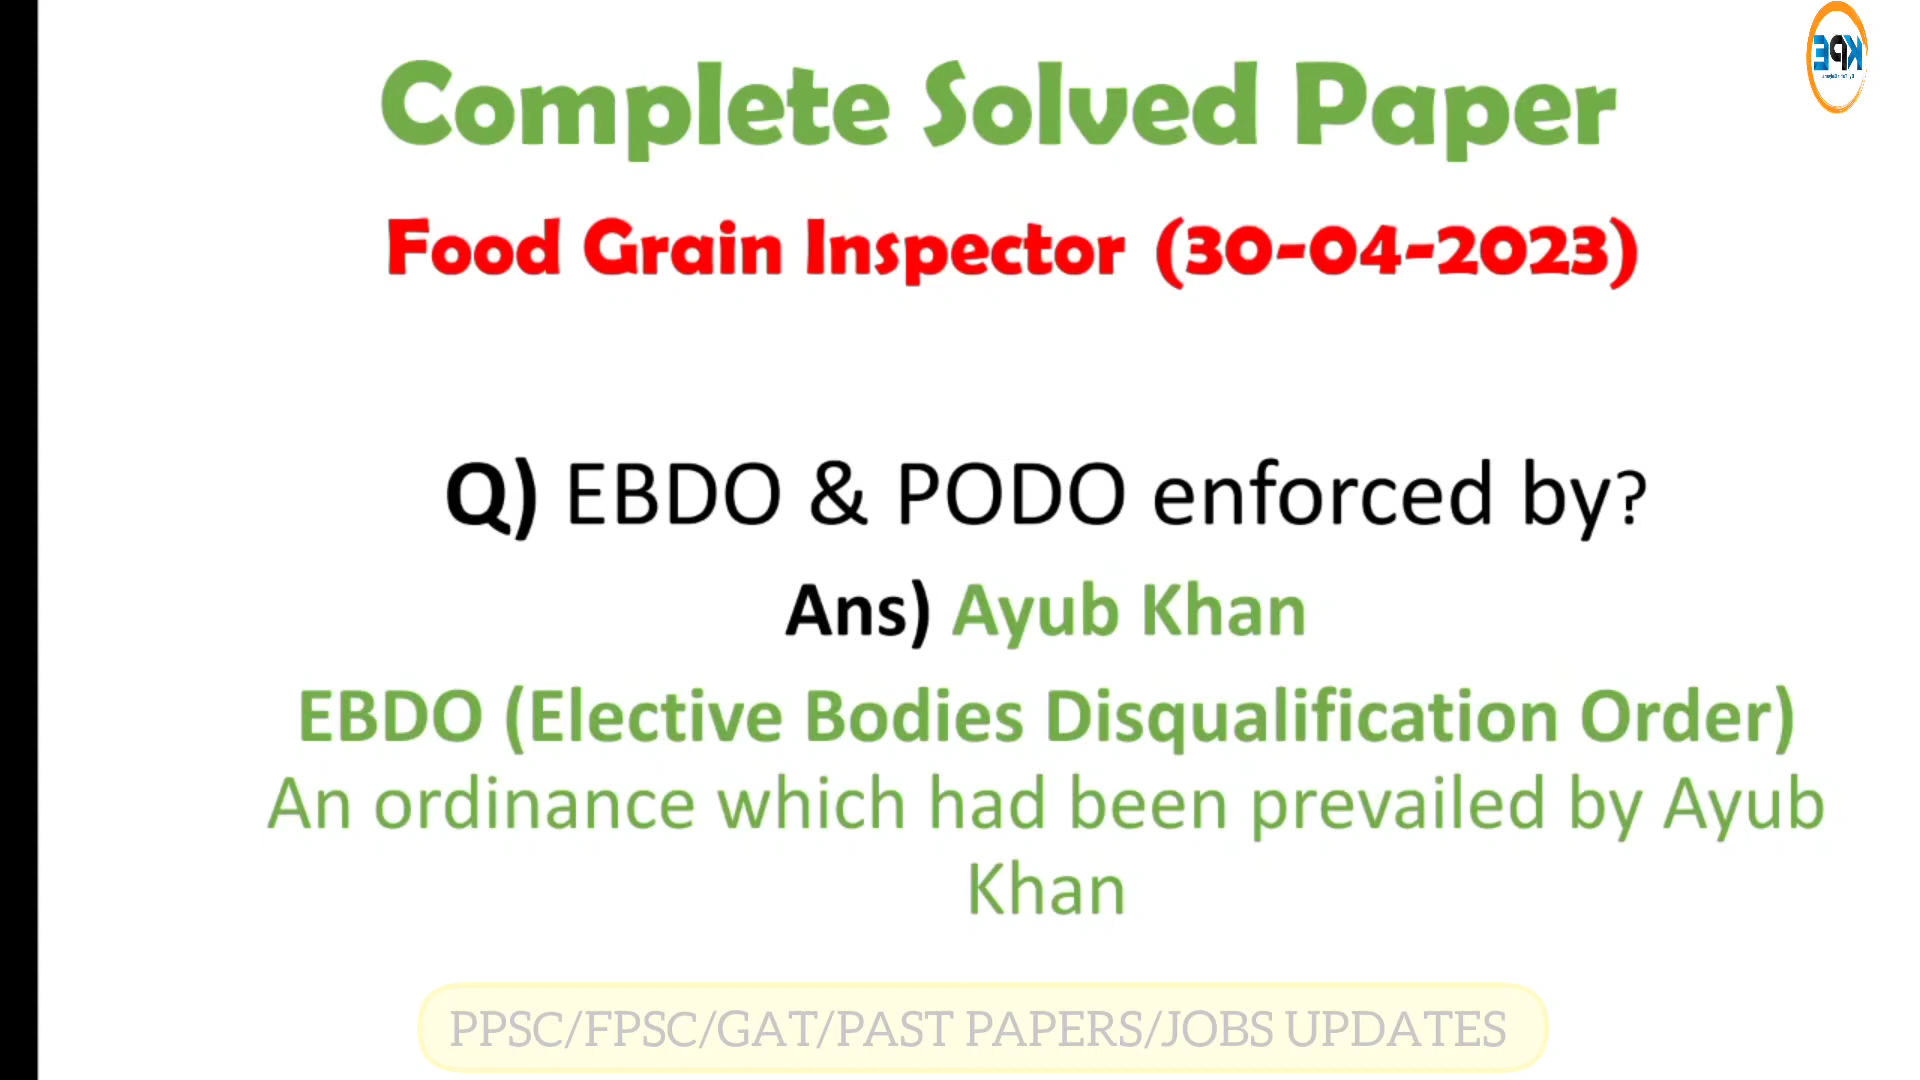 Complete Solved Paper
Food Grain Inspector (30-04-2023)
Q) EBDO & PODO enforced by?
Ans) Ayub Khan
EBDO (Elective Bodies Disqualification Order)
An ordinance which had been prevailed by Ayub
Khan
PPSC/FPSC/GAT/PAST PAPERS/JOBS UPDATES
KPE